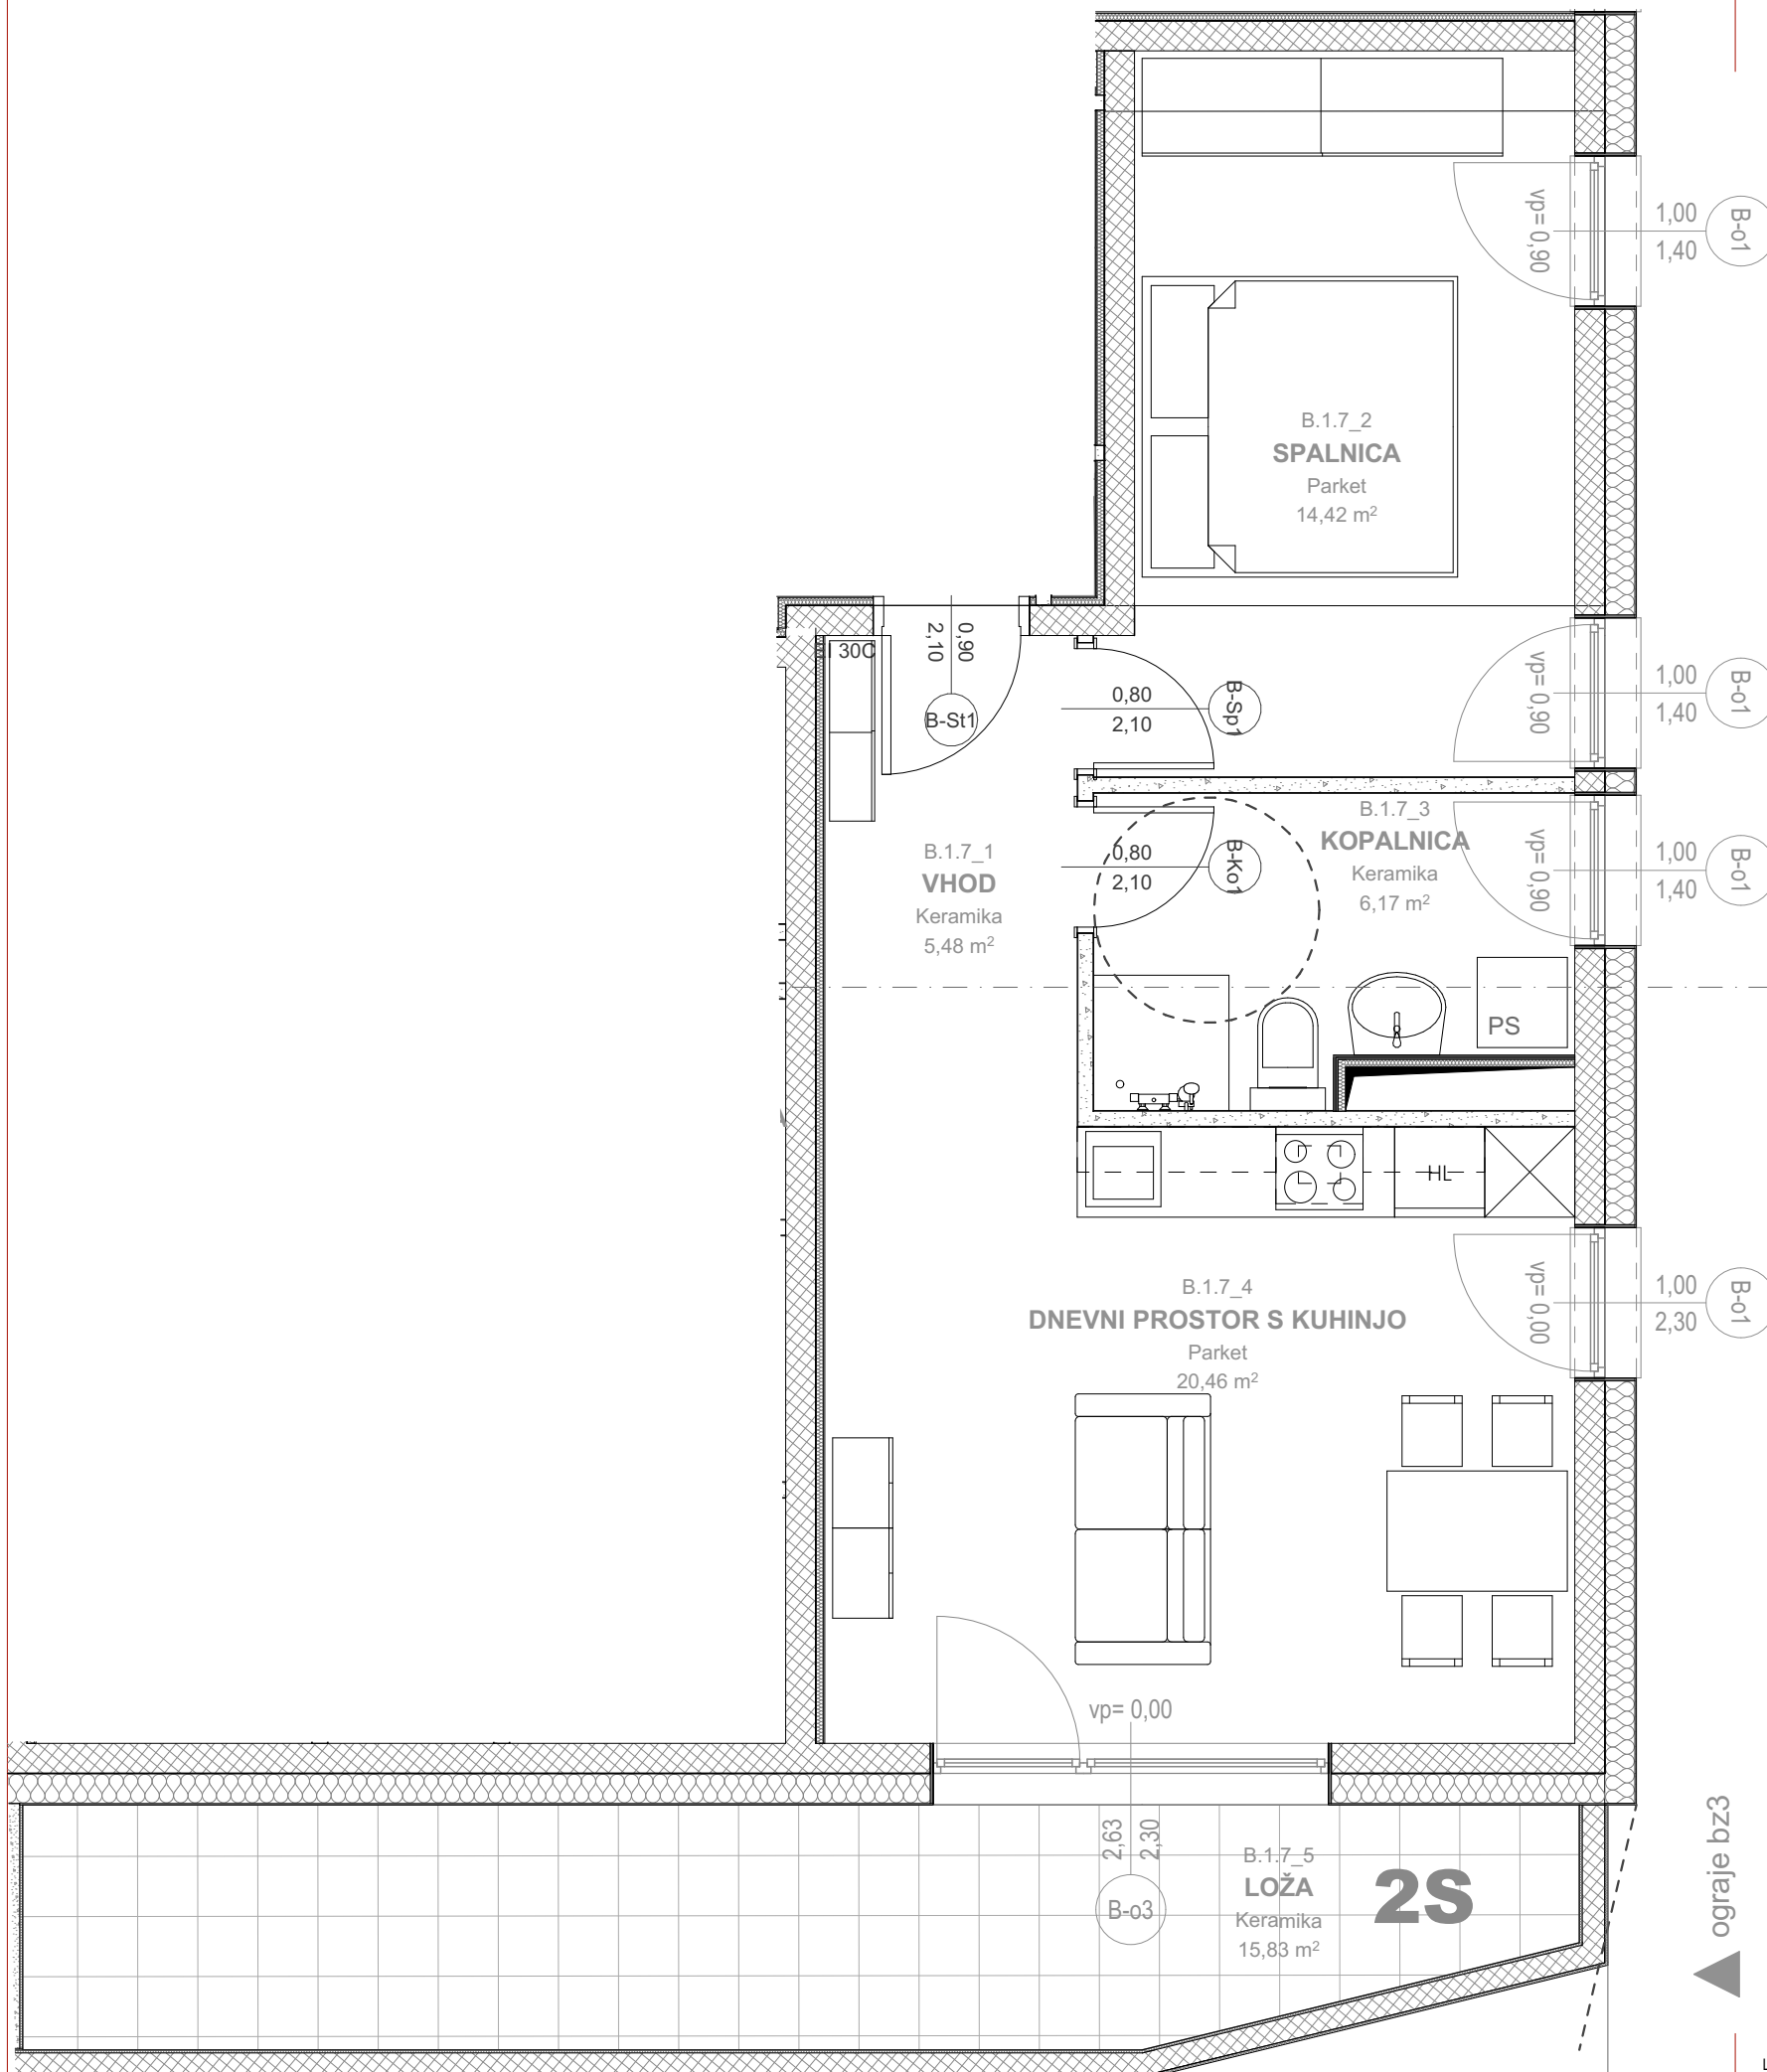 vp= 0,90
1,00
1,40
B-o1
B.1.7_2
SPALNICA
Parket
14,42 m²
0,90
2,10
30C
B-St1
0,80
2,10
B-Sp1
vp= 0,90
1,00
1,40
B-o1
B.1.7_1
VHOD
Keramika
5,48 m²
0,80
2,10
B-Ko1
B.1.7_3
KOPALNICA
Keramika
6,17 m²
vp= 0,90
1,00
1,40
B-o1
PS
HL
B.1.7_4
DNEVNI PROSTOR S KUHINJO
Parket
20,46 m²
vp= 0,00
1,00
2,30
B-o1
vp= 0,00
2,63
2,30
B-o3
B.1.7_5
LOŽA
Keramika
15,83 m²
2S
ograje bz3